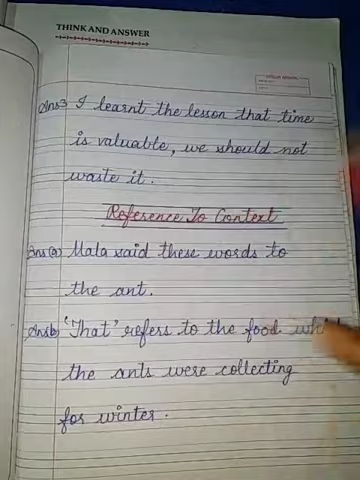 THINK AND ANSWER
Ans3 I learnt the lesson that time
is valuable, we should not
waste it.
Reference To Context
Ans(a) Mala said these words to
the ant.
Ansb) 'That' refers to the food which
the ants were collecting
for winter.